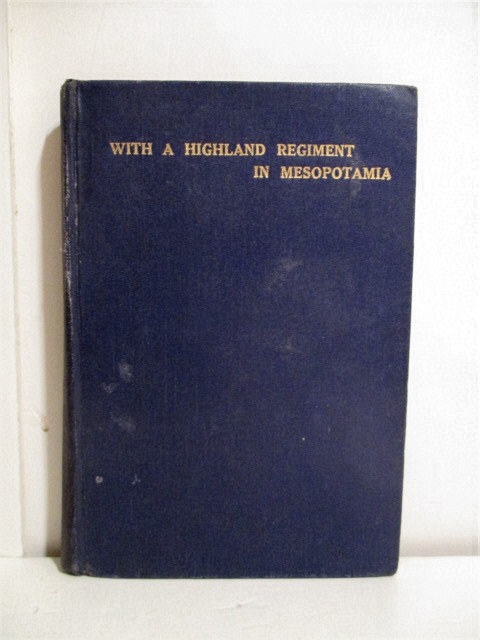 WITH A HIGHLAND REGIMENT
IN MESOPOTAMIA